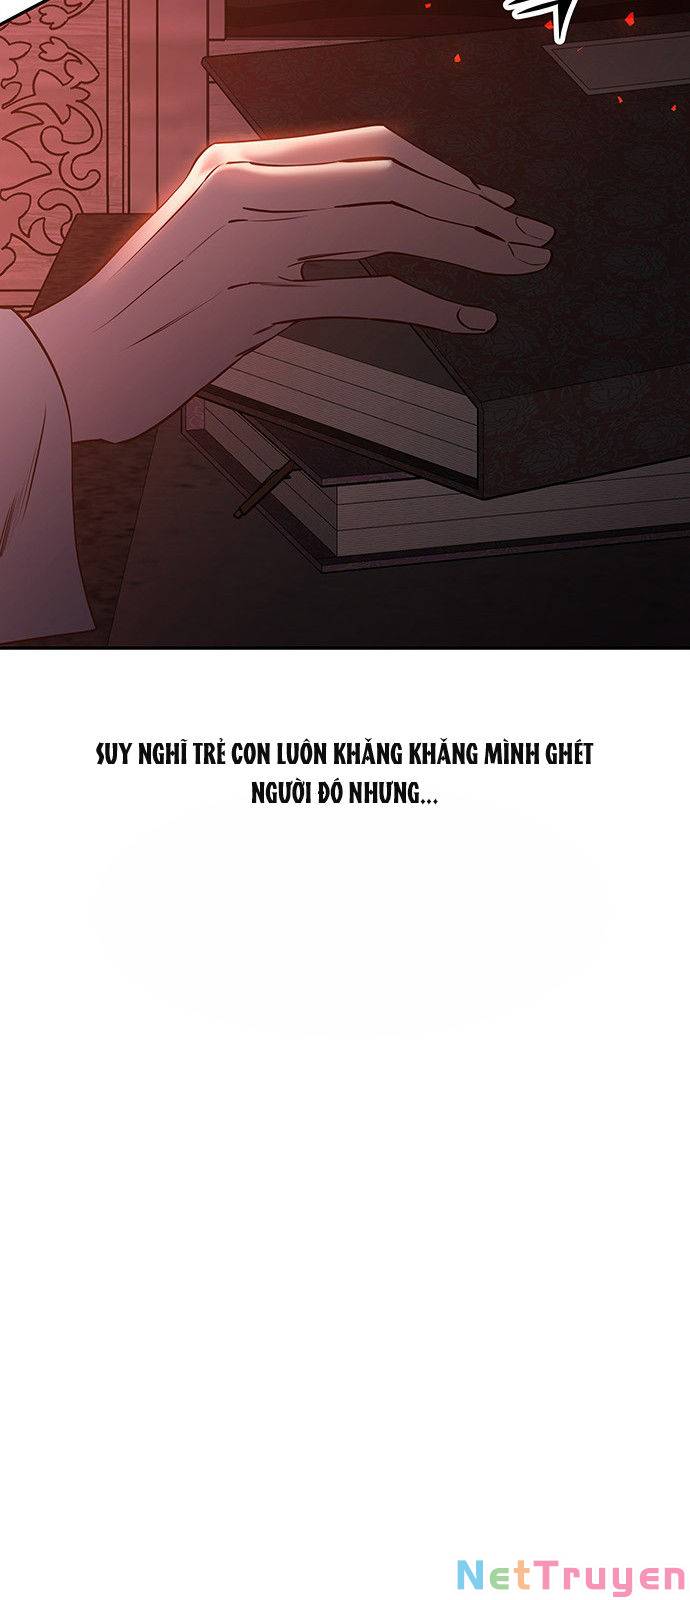 SUY NGHĨ TRẺ CON LUÔN KHĂNG KHĂNG MÌNH GHÉT
NGƯỜI ĐÓ NHƯNG...
NetTruyen